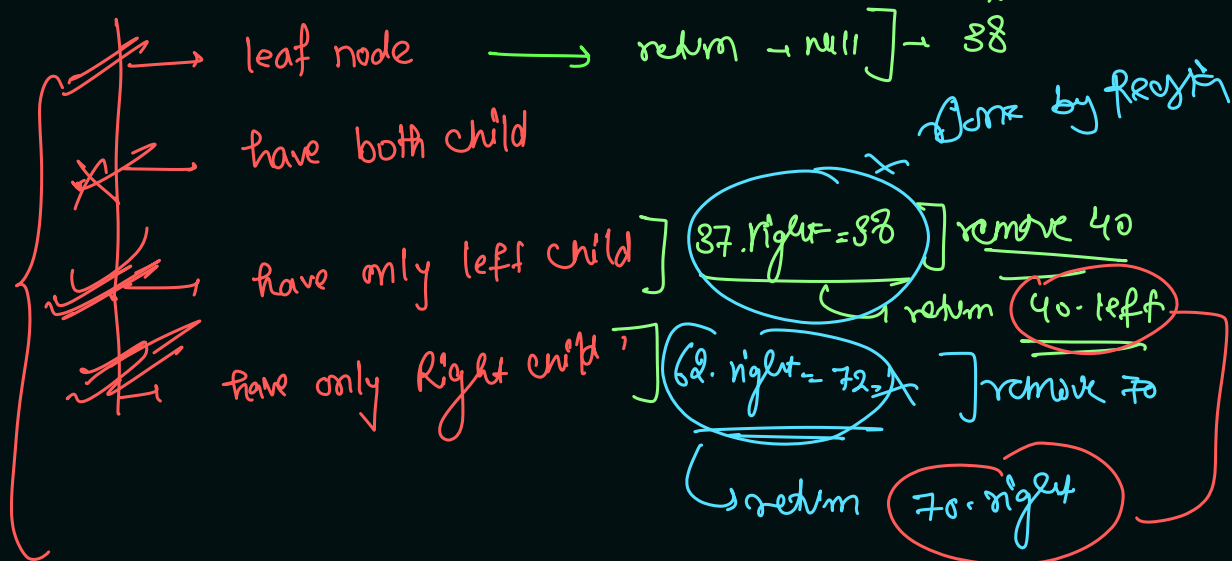 leaf node → return → null] → 38
Done by
have both child
have only left child] 37.right = 38] remove 40
return 40.left
have only Right child] 62.right = 72] remove 70
return 70.right